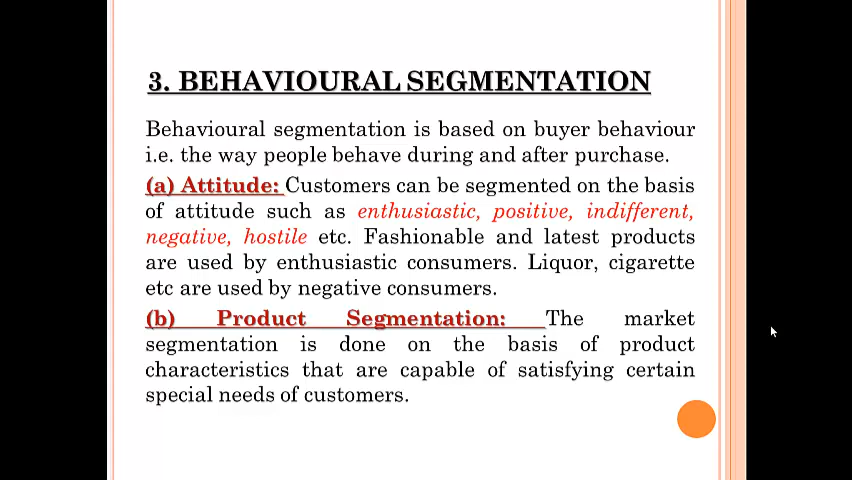 3. BEHAVIOURAL SEGMENTATION
Behavioural segmentation is based on buyer behaviour
i.e. the way people behave during and after purchase.
(a) Attitude: Customers can be segmented on the basis
of attitude such as enthusiastic, positive, indifferent,
negative, hostile etc. Fashionable and latest products
are used by enthusiastic consumers. Liquor, cigarette
etc are used by negative consumers.
(b) Product Segmentation: The market
segmentation is done on the basis of product
characteristics that are capable of satisfying certain
special needs of customers.